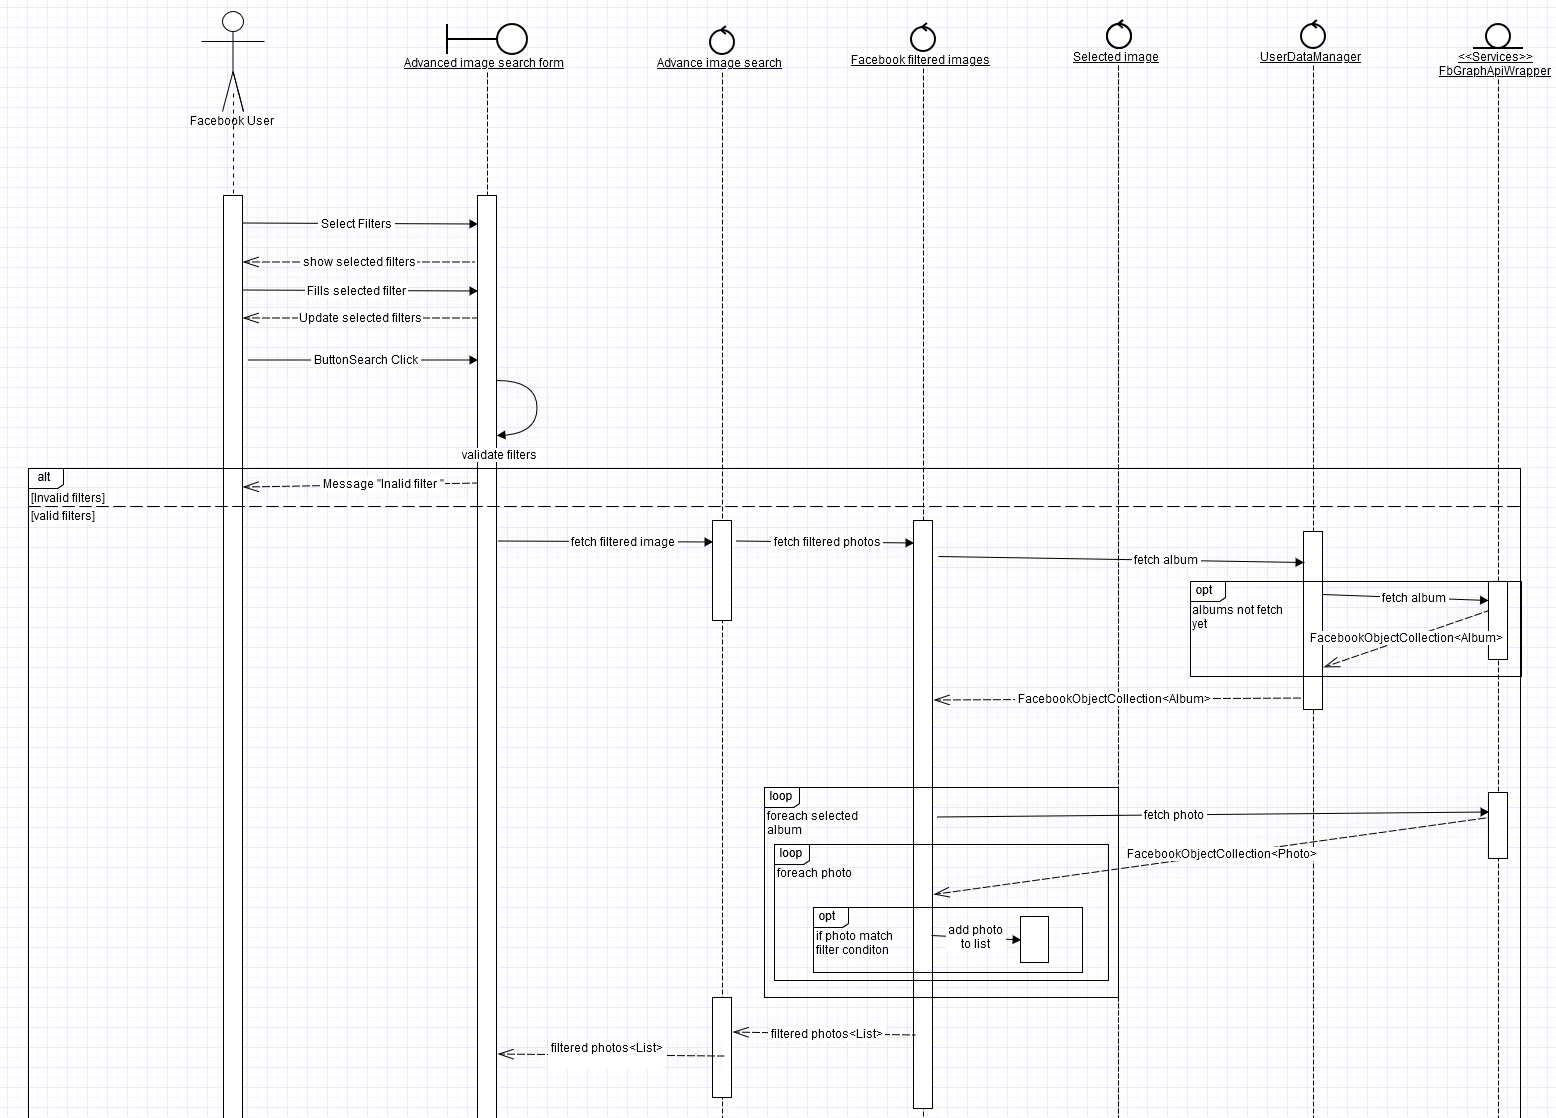 Facebook User
Advanced image search form
Advance image search
Facebook filtered images
Selected image
UserDataManager
<<Services>>
FbGraphApiWrapper
Select Filters
show selected filters
Fills selected filter
Update selected filters
ButtonSearch Click
validate filters
alt
Message "Inalid filter "
[Invalid filters]
[valid filters]
fetch filtered image
fetch filtered photos
fetch album
opt
fetch album
albums not fetch
yet
FacebookObjectCollection<Album>
FacebookObjectCollection<Album>
loop
foreach selected
album
fetch photo
loop
FacebookObjectCollection<Photo>
foreach photo
opt
if photo match
filter conditon
add photo
to list
filtered photos<List>
filtered photos<List>